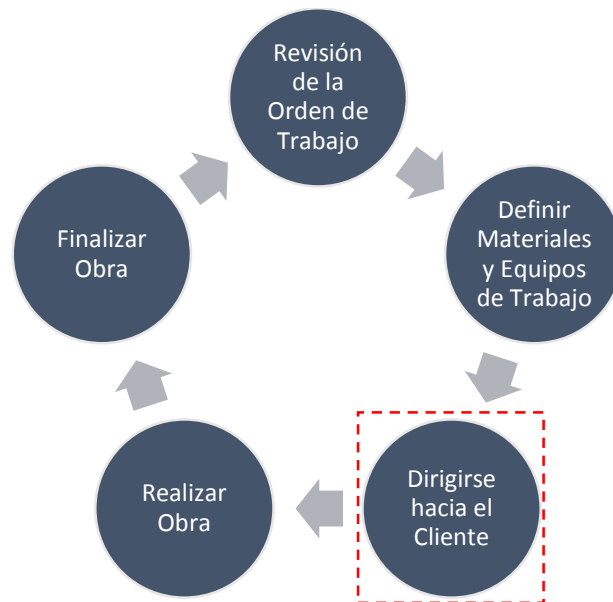 Revisión
de la
Orden de
Trabajo
Definir
Materiales
y Equipos
de Trabajo
Dirigirse
hacia el
Cliente
Realizar
Obra
Finalizar
Obra